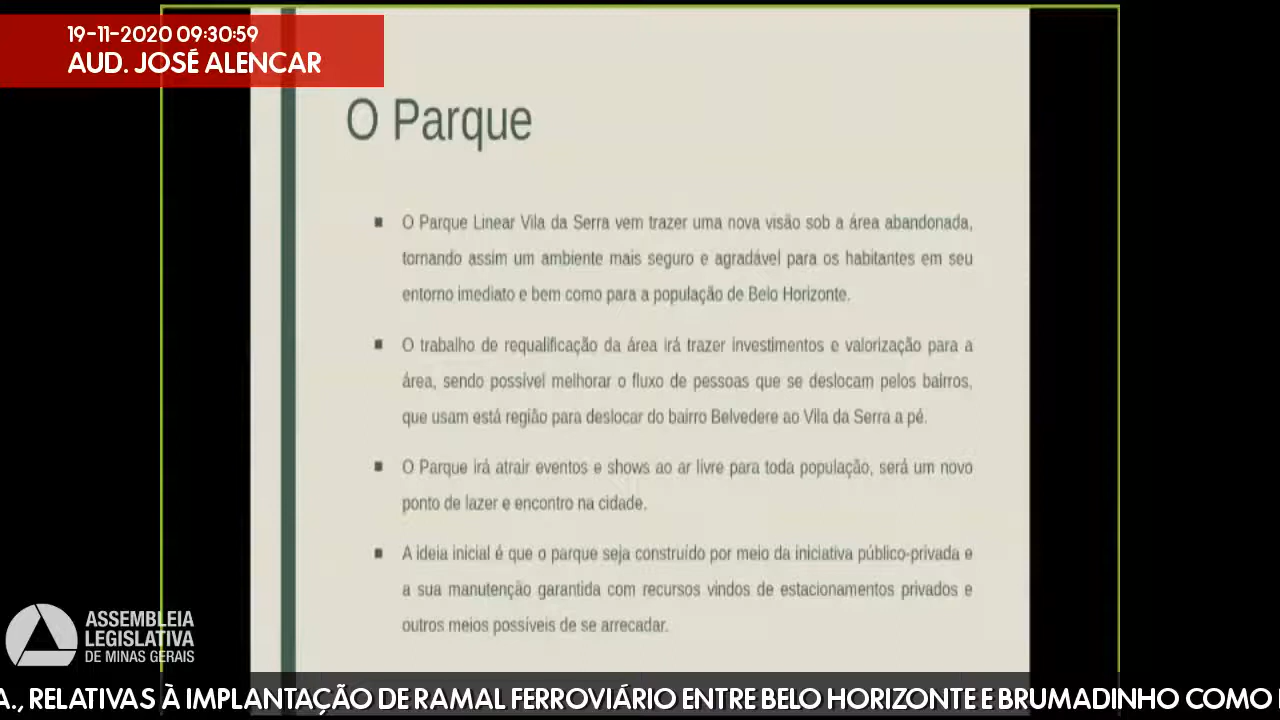 19-11-2020 09:30:59
AUD. JOSÉ ALENCAR
O Parque
■ O Parque Linear Vila da Serra vem trazer uma nova visão sob a área abandonada,
tornando assim um ambiente mais seguro e agradável para os habitantes em seu
entorno imediato e bem como para a população de Belo Horizonte.
■ O trabalho de requalificação da área irá trazer investimentos e valorização para a
área, sendo possível melhorar o fluxo de pessoas que se deslocam pelos bairros,
que usam está região para deslocar do bairro Belvedere ao Vila da Serra a pé.
■ O Parque irá atrair eventos e shows ao ar livre para toda população, será um novo
ponto de lazer e encontro na cidade.
■ A ideia inicial é que o parque seja construído por meio da iniciativa público-privada e
a sua manutenção garantida com recursos vindos de estacionamentos privados e
outros meios possíveis de se arrecadar.
ASSEMBLEIA
LEGISLATIVA
DE MINAS GERAIS
A., RELATIVAS À IMPLANTAÇÃO DE RAMAL FERROVIÁRIO ENTRE BELO HORIZONTE E BRUMADINHO COMO